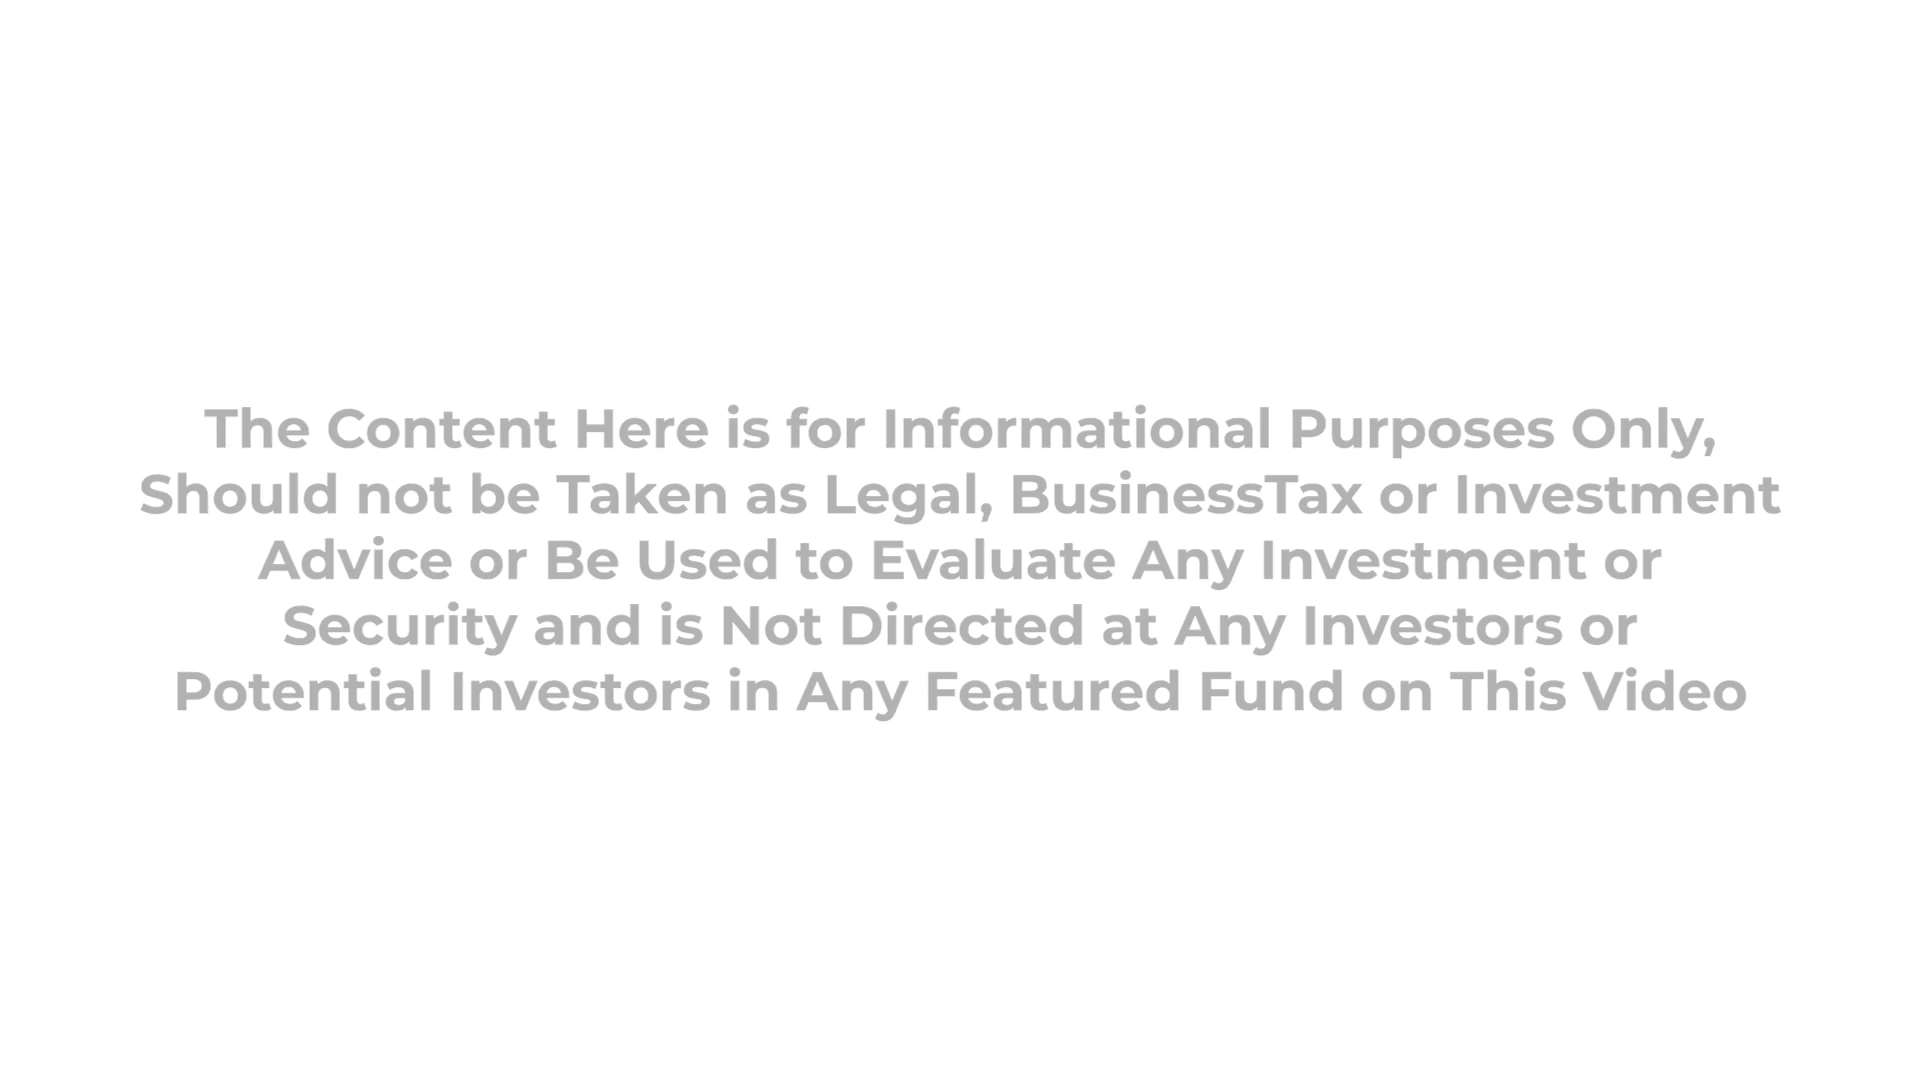 The Content Here is for Informational Purposes Only,
Should not be Taken as Legal, BusinessTax or Investment
Advice or Be Used to Evaluate Any Investment or
Security and is Not Directed at Any Investors or
Potential Investors in Any Featured Fund on This Video